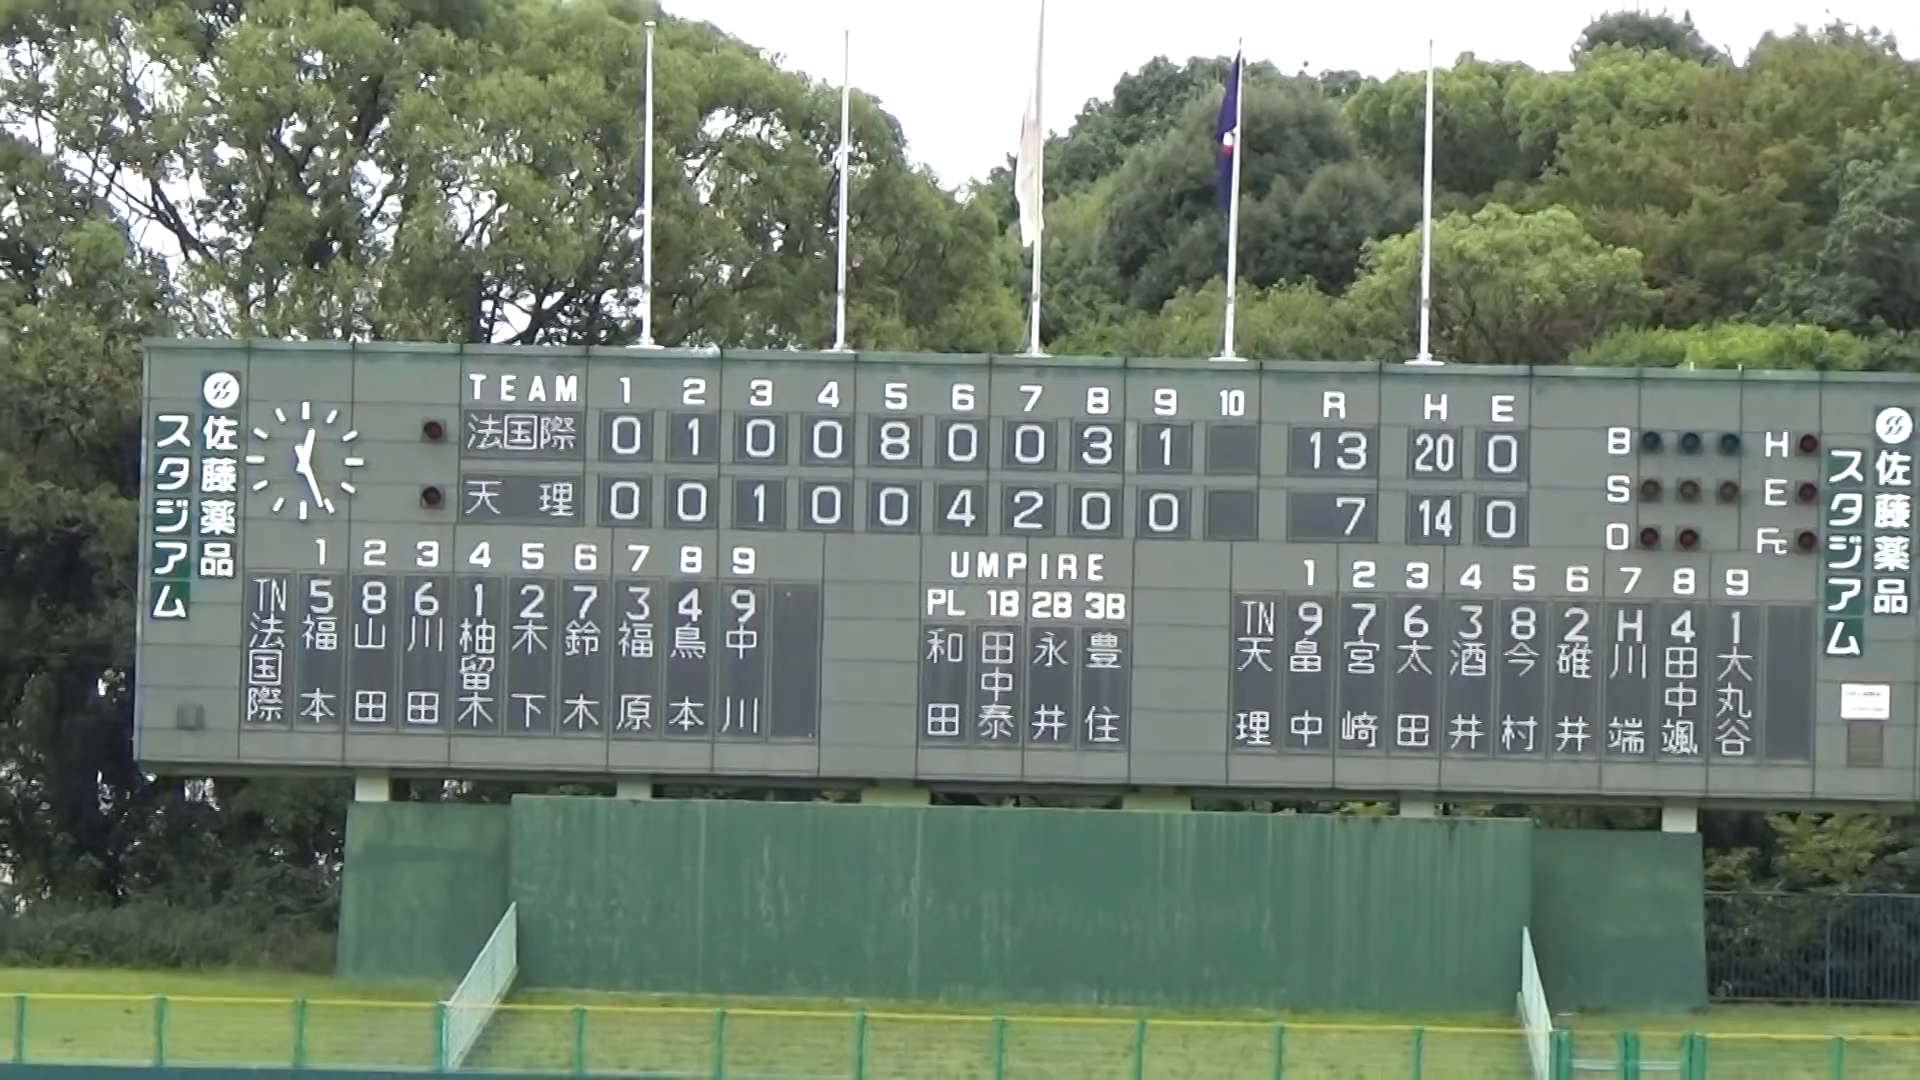 佐藤薬品
スタジアム
TEAM 1 2 3 4 5 6 7 8 9 10 R H E
法国際 0 1 0 0 8 0 0 3 1 13 20 0
天理 0 0 1 0 0 4 2 0 0 7 14 0
B H
S E
O Fc
1 2 3 4 5 6 7 8 9
TN 5 8 6 1 2 7 3 4 9
法国際 福本 山田 川田 柚留木 木下 鈴木 福原 鳥本 中川
UMPIRE
PL 1B 2B 3B
和田 田中泰 永井 豊住
1 2 3 4 5 6 7 8 9
TN 9 7 6 3 8 2 H 4 1
天理 畠中 宮崎 太田 酒井 今村 碓井 川端 田中颯 大丸谷
佐藤薬品
スタジアム